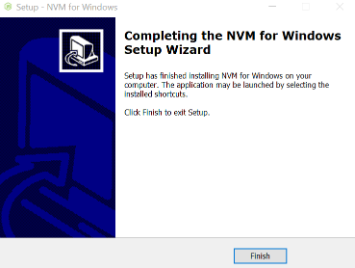 Setup - NVM for Windows
Completing the NVM for Windows
Setup Wizard
Setup has finished installing NVM for Windows on your
computer. The application may be launched by selecting the
installed shortcuts.
Click Finish to exit Setup.
Finish